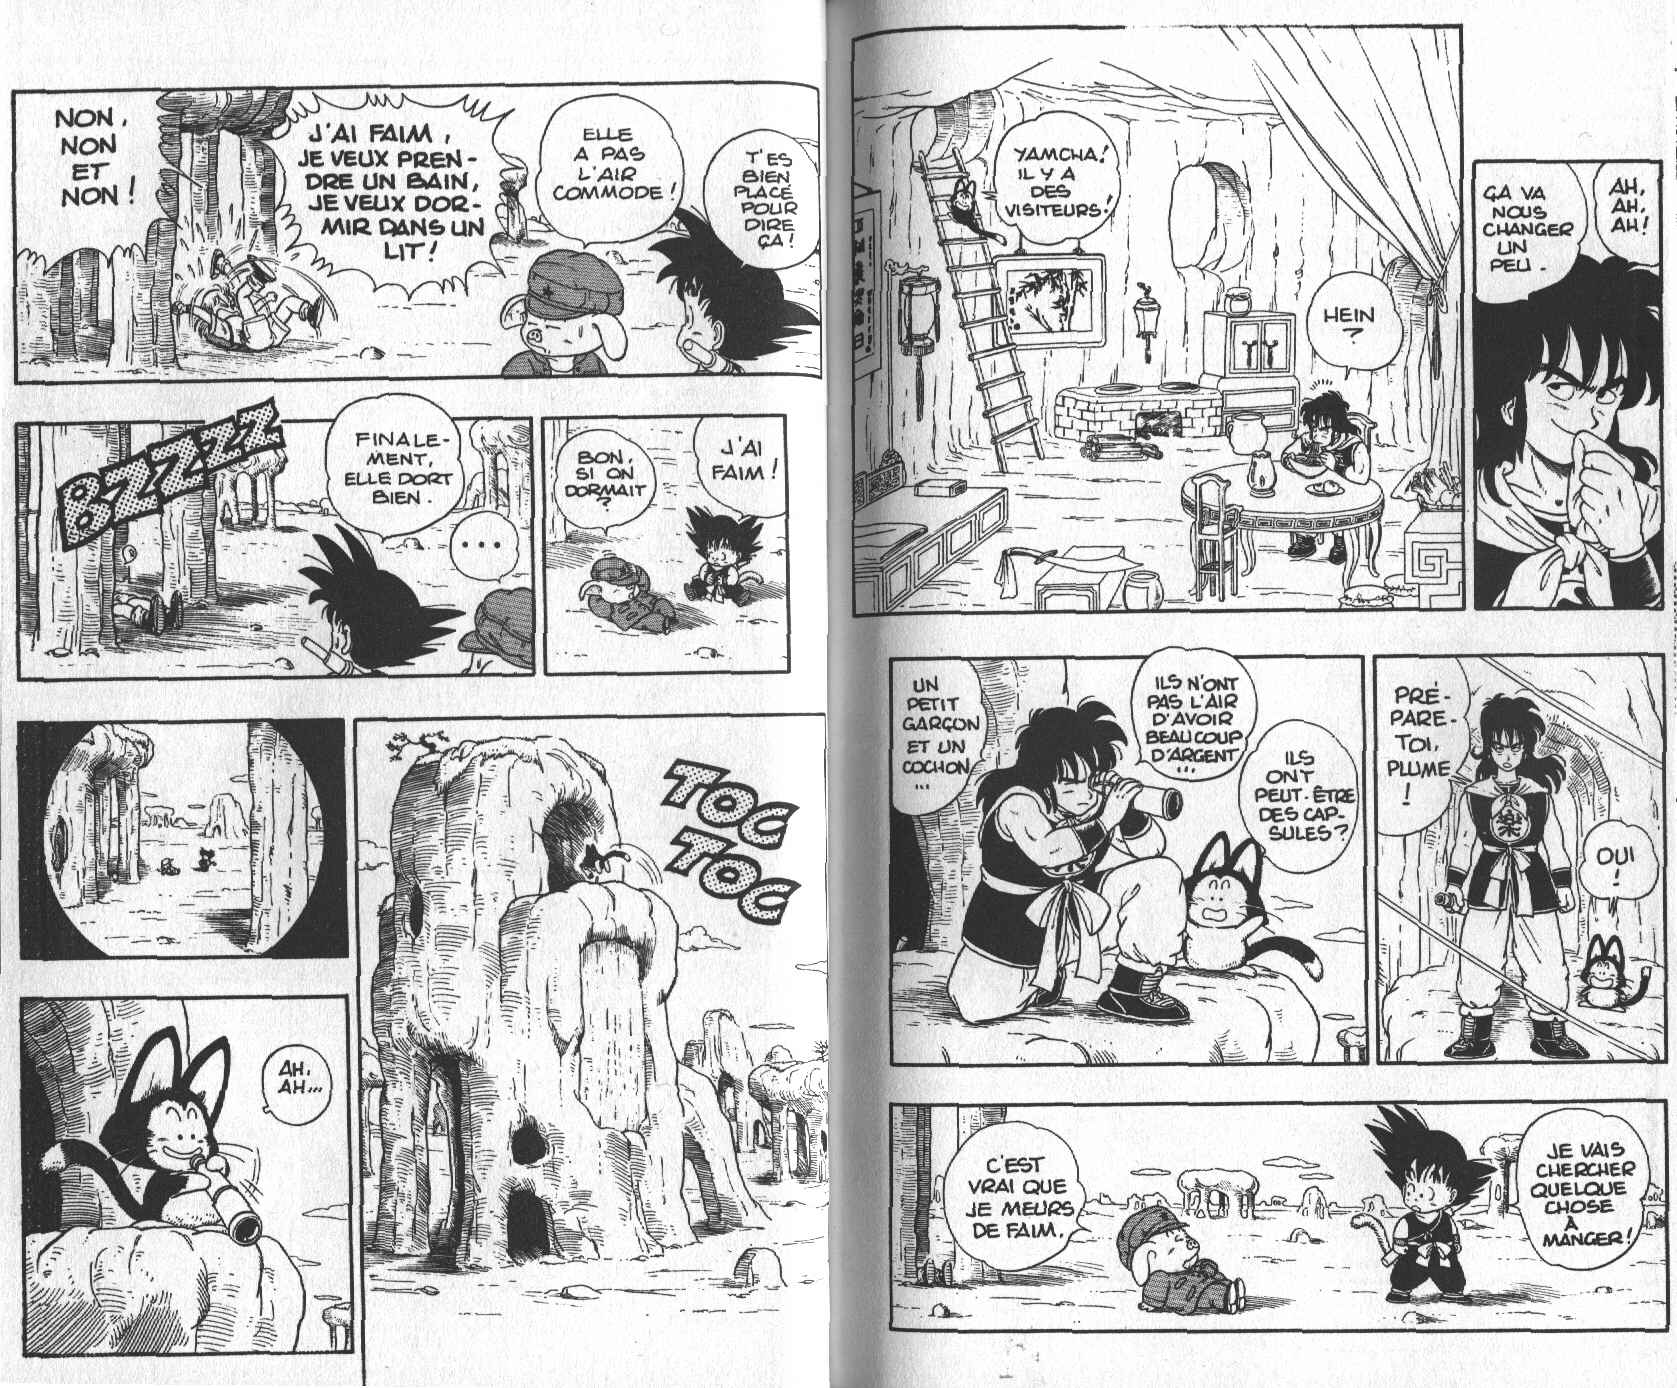 NON,
NON
ET
NON !
J'AI FAIM,
JE VEUX PREN-
DRE UN BAIN,
JE VEUX DOR-
MIR DANS UN
LIT !
ELLE
A PAS
L'AIR
COMMODE !
T'ES
BIEN
PLACÉ
POUR
DIRE
ÇA !
BZZZZ
FINALE-
MENT,
ELLE DORT
BIEN.
...
BON,
SI ON
DORMAIT
?
J'AI
FAIM !
AH,
AH...
TOC
TOC
YAMCHA !
IL Y A
DES
VISITEURS !
HEIN
?
ÇA VA
NOUS
CHANGER
UN
PEU.
AH,
AH,
AH !
UN
PETIT
GARÇON
ET UN
COCHON
...
ILS N'ONT
PAS L'AIR
D'AVOIR
BEAUCOUP
D'ARGENT
...
ILS
ONT
PEUT-ÊTRE
DES CAP-
SULES ?
PRÉ-
PARE-
TOI,
PLUME
!
樂
OUI
!
C'EST
VRAI QUE
JE MEURS
DE FAIM.
JE VAIS
CHERCHER
QUELQUE
CHOSE
À
MANGER !